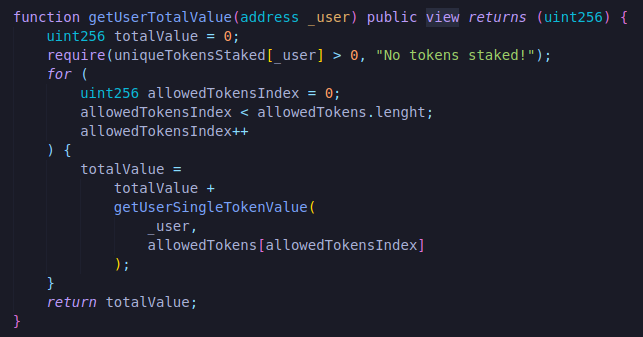 function getUserTotalValue(address _user) public view returns (uint256) {
    uint256 totalValue = 0;
    require(uniqueTokensStaked[_user] > 0, "No tokens staked!");
    for (
        uint256 allowedTokensIndex = 0;
        allowedTokensIndex < allowedTokens.lenght;
        allowedTokensIndex++
    ) {
        totalValue =
            totalValue +
            getUserSingleTokenValue(
                _user,
                allowedTokens[allowedTokensIndex]
            );
    }
    return totalValue;
}